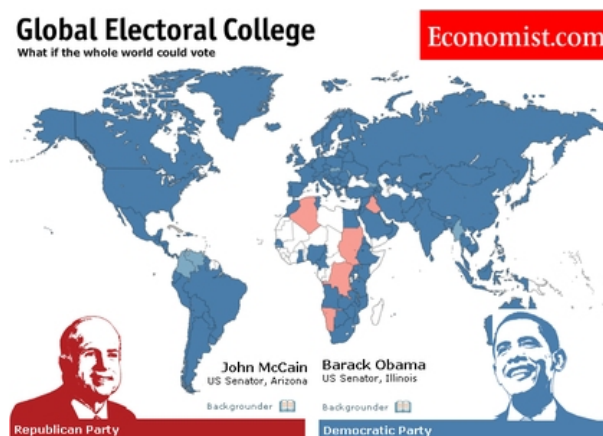 Global Electoral College
What if the whole world could vote
Economist.com
John McCain
US Senator, Arizona
Backgrounder
Republican Party
Barack Obama
US Senator, Illinois
Backgrounder
Democratic Party